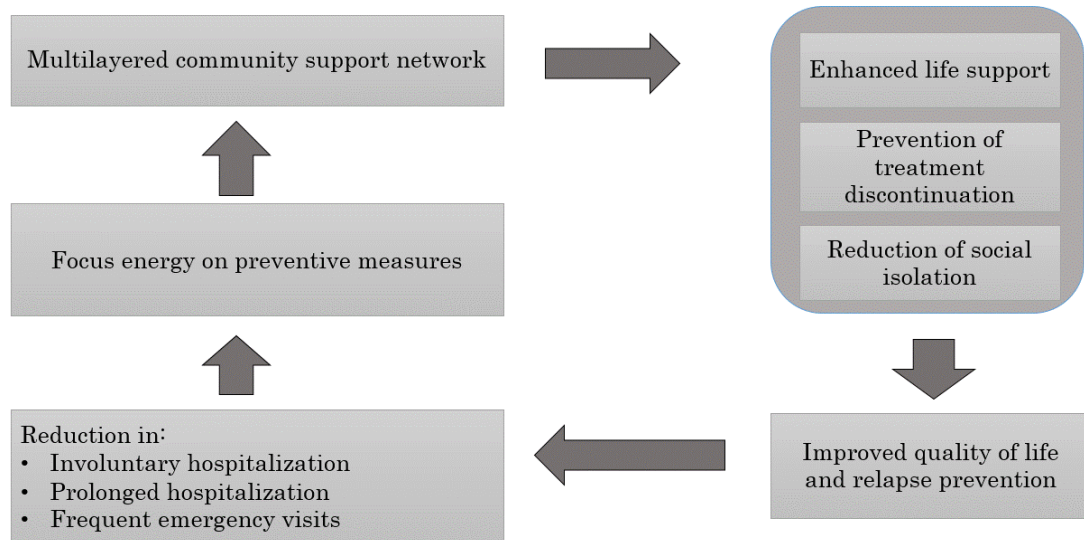 Multilayered community support network
Enhanced life support
Prevention of
treatment
discontinuation
Reduction of social
isolation
Focus energy on preventive measures
Improved quality of life
and relapse prevention
Reduction in:
• Involuntary hospitalization
• Prolonged hospitalization
• Frequent emergency visits